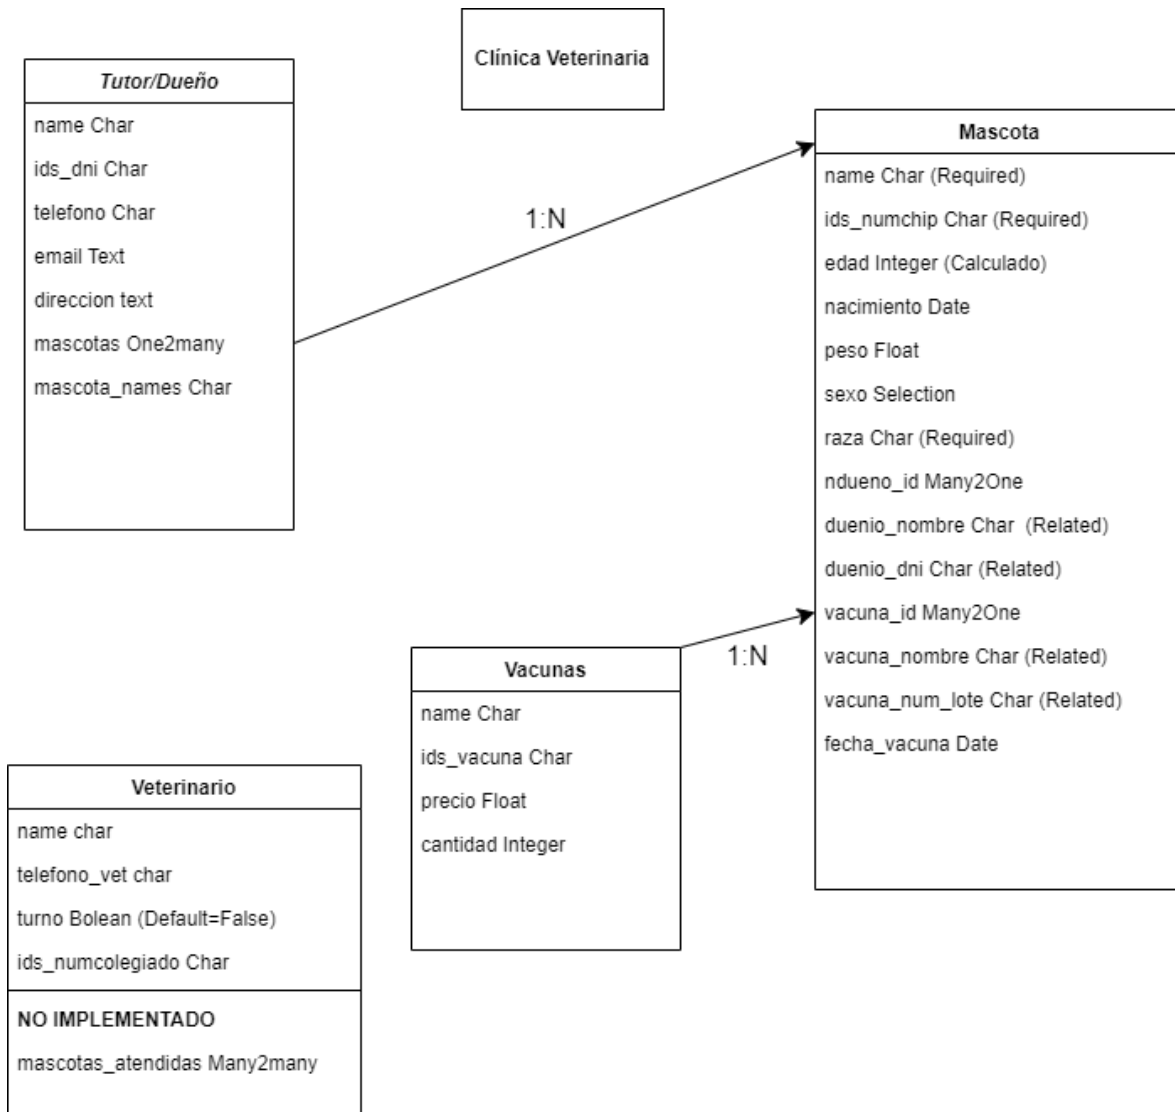 Clínica Veterinaria
Tutor/Dueño
name Char
ids_dni Char
telefono Char
email Text
direccion text
mascotas One2many
mascota_names Char
1:N
Mascota
name Char (Required)
ids_numchip Char (Required)
edad Integer (Calculado)
nacimiento Date
peso Float
sexo Selection
raza Char (Required)
ndueno_id Many2One
duenio_nombre Char (Related)
duenio_dni Char (Related)
vacuna_id Many2One
vacuna_nombre Char (Related)
vacuna_num_lote Char (Related)
fecha_vacuna Date
1:N
Vacunas
name Char
ids_vacuna Char
precio Float
cantidad Integer
Veterinario
name char
telefono_vet char
turno Bolean (Default=False)
ids_numcolegiado Char
NO IMPLEMENTADO
mascotas_atendidas Many2many